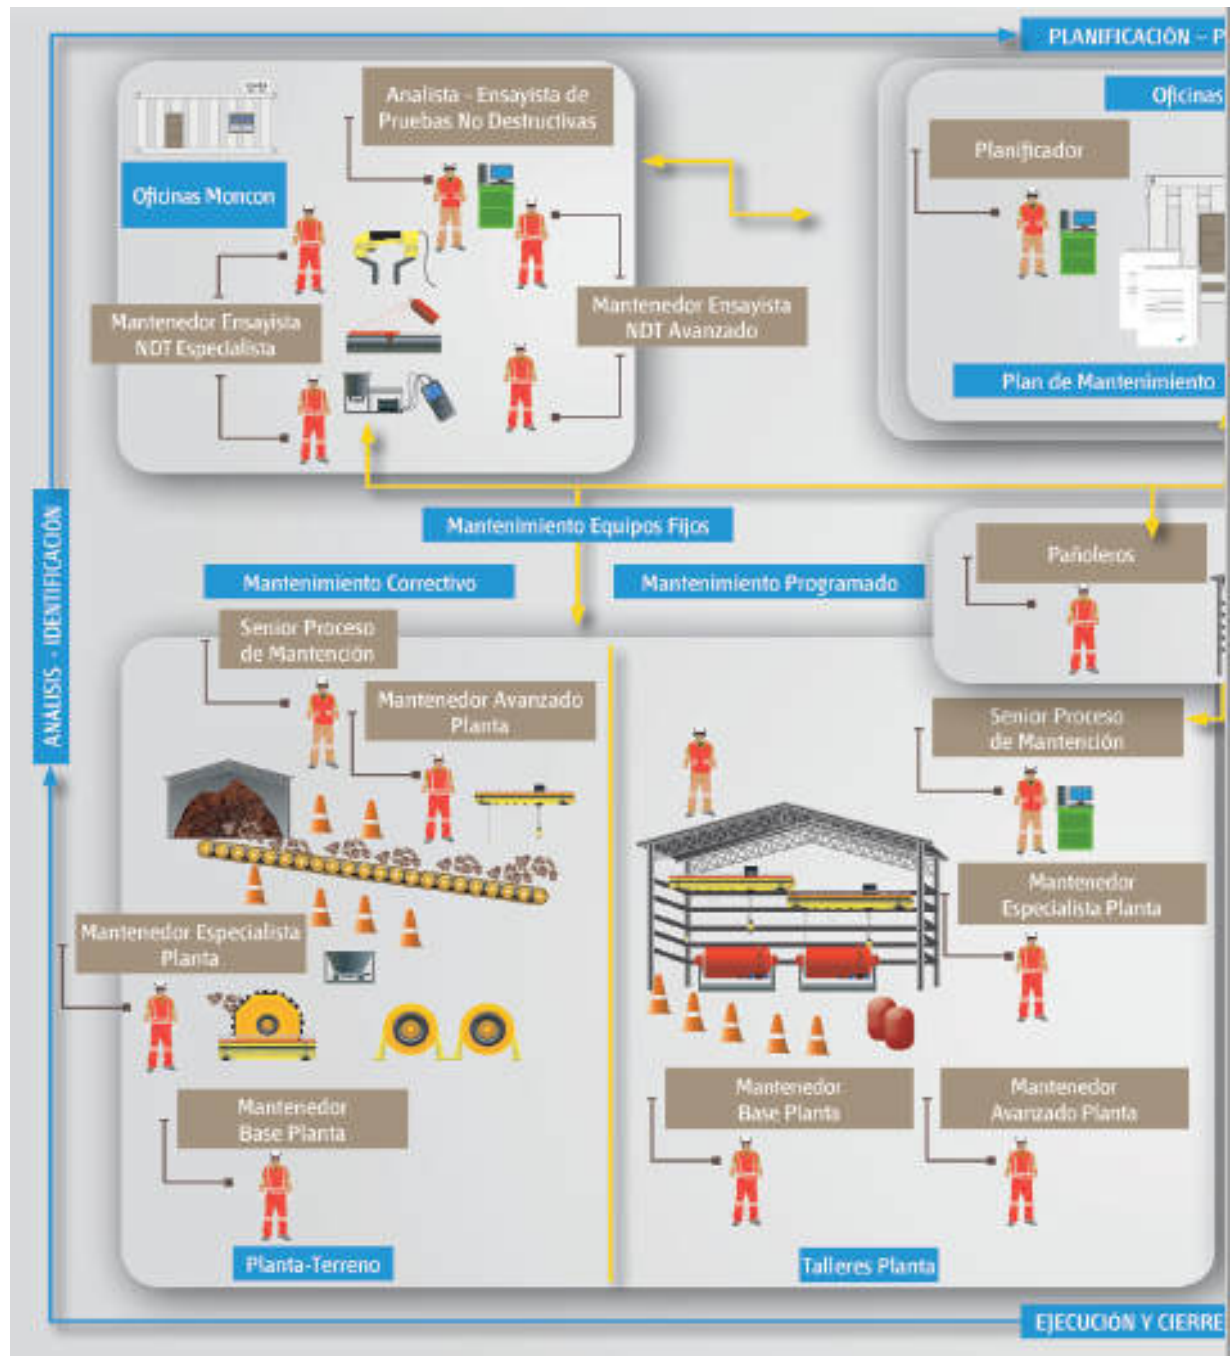 PLANIFICACIÓN – P
Analista - Ensayista de
Pruebas No Destructivas
Oficinas Moncon
Mantenedor Ensayista
NDT Especialista
Mantenedor Ensayista
NDT Avanzado
Oficinas
Planificador
Plan de Mantenimiento
ANÁLISIS - IDENTIFICACIÓN
Mantenimiento Equipos Fijos
Mantenimiento Correctivo
Mantenimiento Programado
Pañoleros
Senior Proceso
de Mantención
Mantenedor Avanzado
Planta
Senior Proceso
de Mantención
Mantenedor
Especialista Planta
Mantenedor Especialista
Planta
Mantenedor
Base Planta
Mantenedor
Base Planta
Mantenedor
Avanzado Planta
Planta-Terreno
Talleres Planta
EJECUCIÓN Y CIERRE